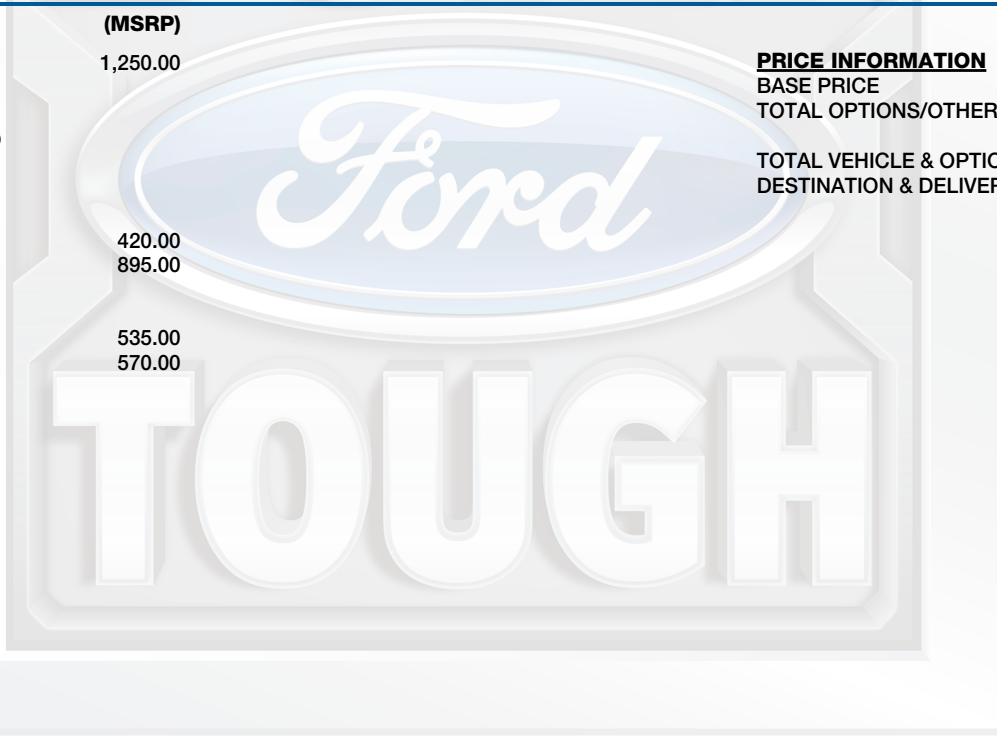 (MSRP)
1,250.00
420.00
895.00
535.00
570.00
PRICE INFORMATION
BASE PRICE
TOTAL OPTIONS/OTHER
TOTAL VEHICLE & OPTIO
DESTINATION & DELIVER
Ford
TOUGH